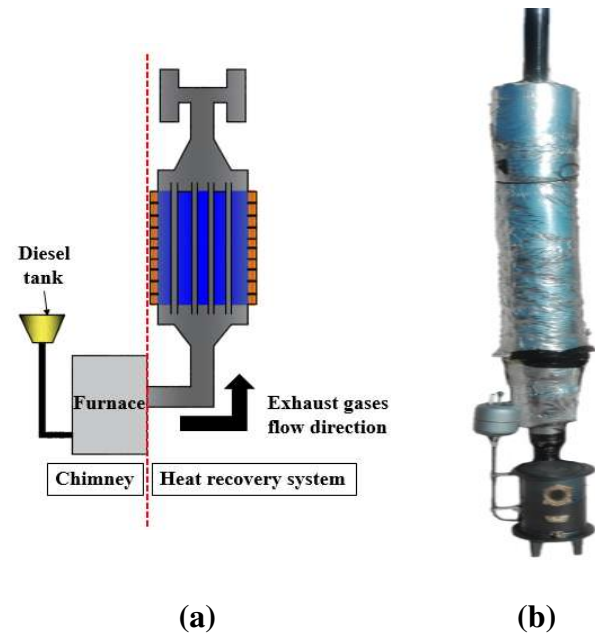 Diesel
tank
Furnace
Exhaust gases
flow direction
Chimney
Heat recovery system
(a)
(b)